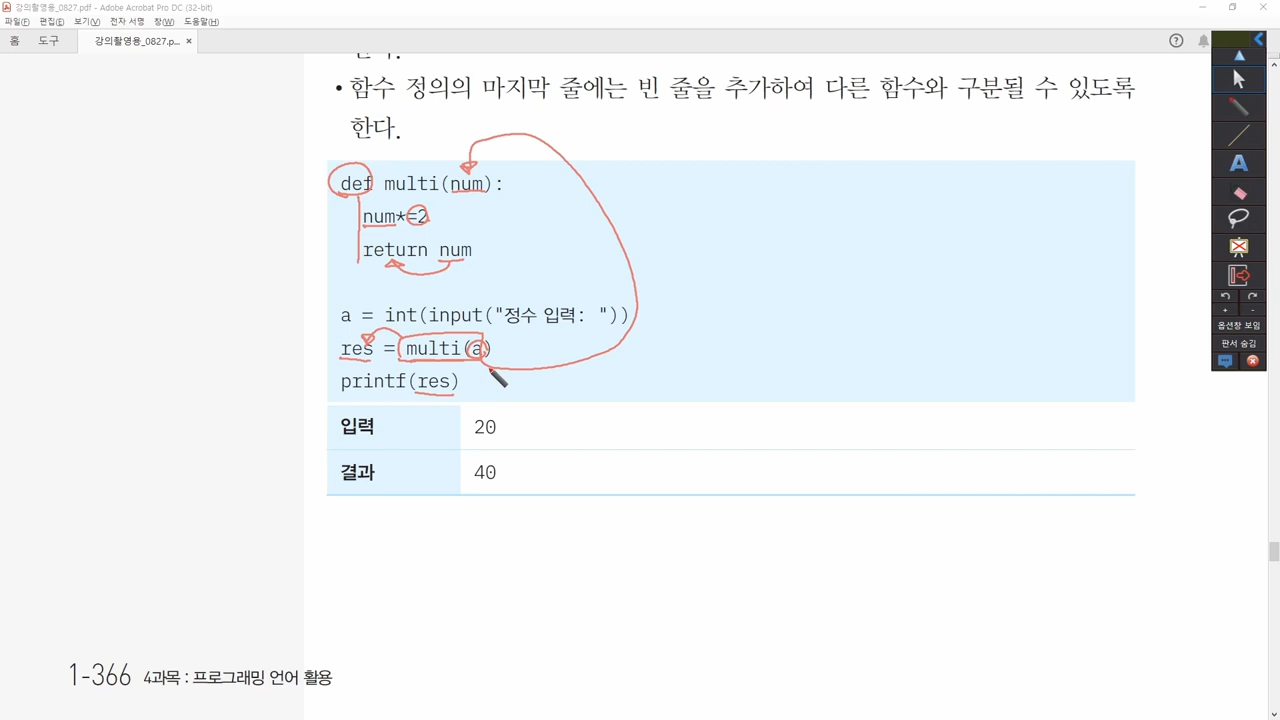 강의촬영용_0827.pdf - Adobe Acrobat Pro DC (32-bit)
파일(F) 편집(E) 보기(V) 전자 서명 창(W) 도움말(H)
홈 도구 강의촬영용_0827.p... ×
• 함수 정의의 마지막 줄에는 빈 줄을 추가하여 다른 함수와 구분될 수 있도록
한다.
def multi(num):
num*=2
return num
a = int(input("정수 입력: "))
res = multi(a)
printf(res)
입력 20
결과 40
1-366 4과목 : 프로그래밍 언어 활용
옵션창 보임
판서 숨김